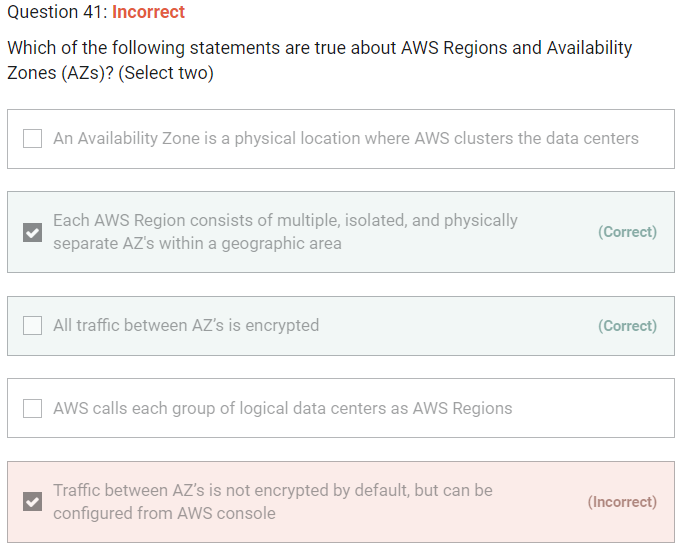 Question 41: Incorrect
Which of the following statements are true about AWS Regions and Availability
Zones (AZs)? (Select two)
An Availability Zone is a physical location where AWS clusters the data centers
Each AWS Region consists of multiple, isolated, and physically
separate AZ's within a geographic area
(Correct)
All traffic between AZ’s is encrypted
(Correct)
AWS calls each group of logical data centers as AWS Regions
Traffic between AZ’s is not encrypted by default, but can be
configured from AWS console
(Incorrect)